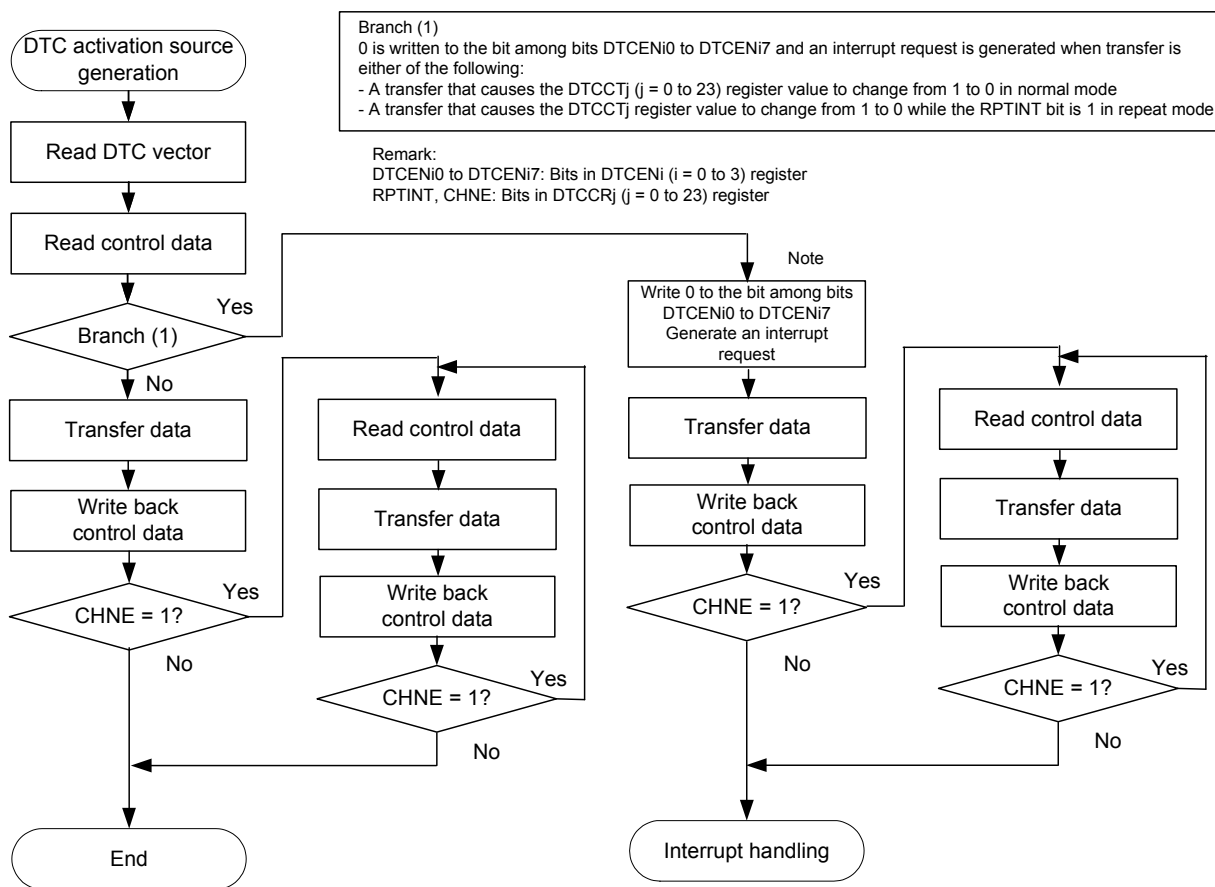 DTC activation source
generation
Branch (1)
0 is written to the bit among bits DTCENi0 to DTCENi7 and an interrupt request is generated when transfer is
either of the following:
- A transfer that causes the DTCCTj (j = 0 to 23) register value to change from 1 to 0 in normal mode
- A transfer that causes the DTCCTj register value to change from 1 to 0 while the RPTINT bit is 1 in repeat mode
Remark:
DTCENi0 to DTCENi7: Bits in DTCENi (i = 0 to 3) register
RPTINT, CHNE: Bits in DTCCRj (j = 0 to 23) register
Read DTC vector
Read control data
Branch (1)
Yes
No
Transfer data
Write back
control data
CHNE = 1?
Yes
No
Read control data
Transfer data
Write back
control data
CHNE = 1?
Yes
No
End
Note
Write 0 to the bit among bits
DTCENi0 to DTCENi7
Generate an interrupt
request
Transfer data
Write back
control data
CHNE = 1?
Yes
No
Read control data
Transfer data
Write back
control data
CHNE = 1?
Yes
No
Interrupt handling